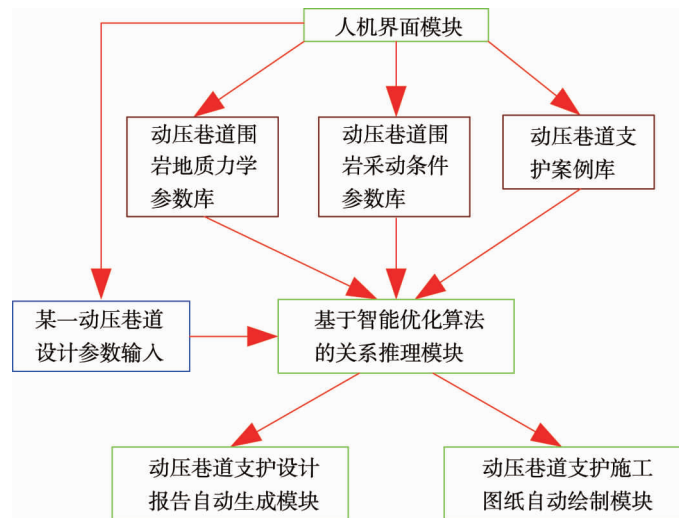 人机界面模块
动压巷道围
岩地质力学
参数库
动压巷道围
岩采动条件
参数库
动压巷道支
护案例库
某一动压巷道
设计参数输入
基于智能优化算法
的关系推理模块
动压巷道支护设计
报告自动生成模块
动压巷道支护施工
图纸自动绘制模块